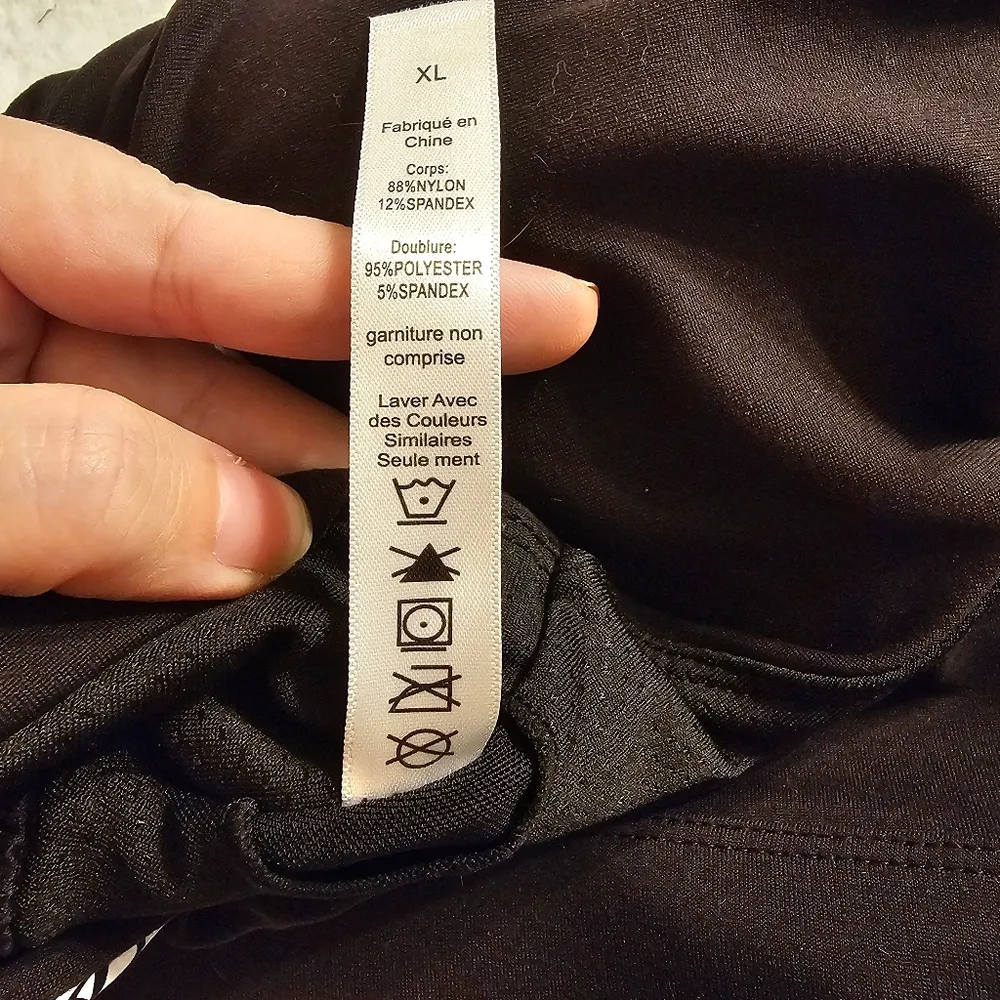 XL
Fabriqué en
Chine
Corps:
88%NYLON
12%SPANDEX
Doublure:
95%POLYESTER
5%SPANDEX
garniture non
comprise
Laver Avec
des Couleurs
Similaires
Seule ment